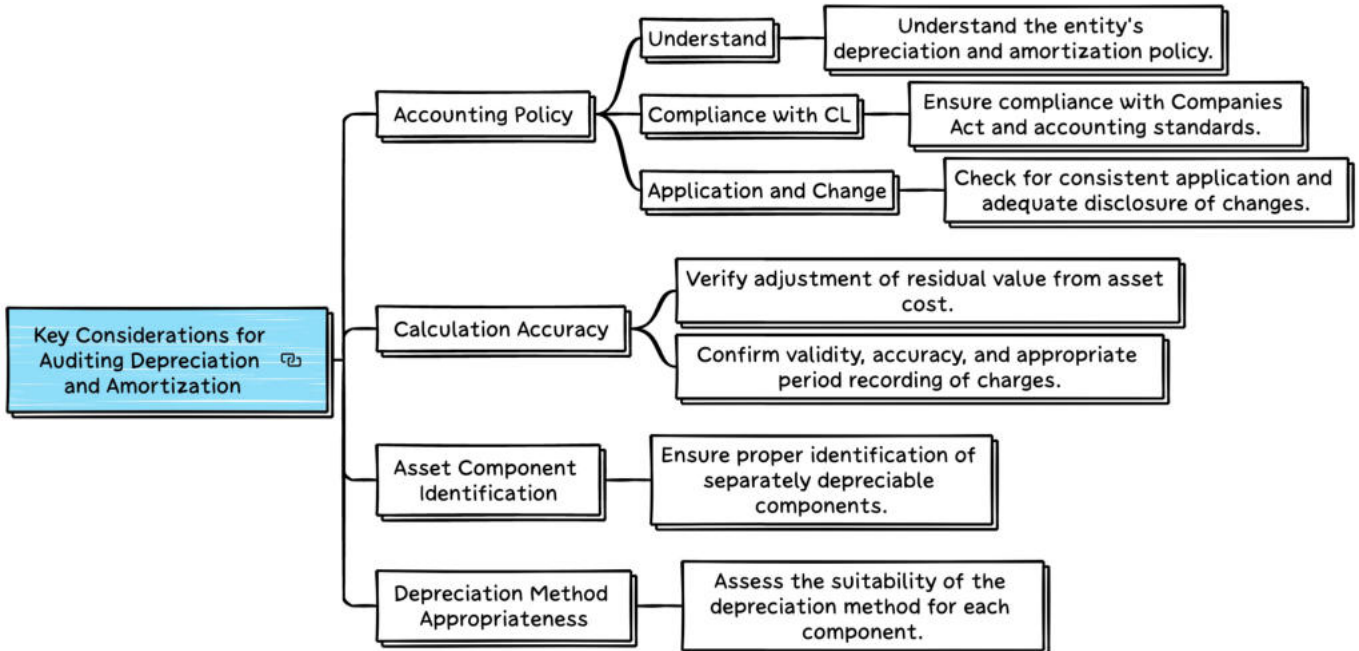 Key Considerations for
Auditing Depreciation
and Amortization
Accounting Policy
Understand
Understand the entity's
depreciation and amortization policy.
Compliance with CL
Ensure compliance with Companies
Act and accounting standards.
Application and Change
Check for consistent application and
adequate disclosure of changes.
Calculation Accuracy
Verify adjustment of residual value from asset
cost.
Confirm validity, accuracy, and appropriate
period recording of charges.
Asset Component
Identification
Ensure proper identification of
separately depreciable
components.
Depreciation Method
Appropriateness
Assess the suitability of the
depreciation method for each
component.